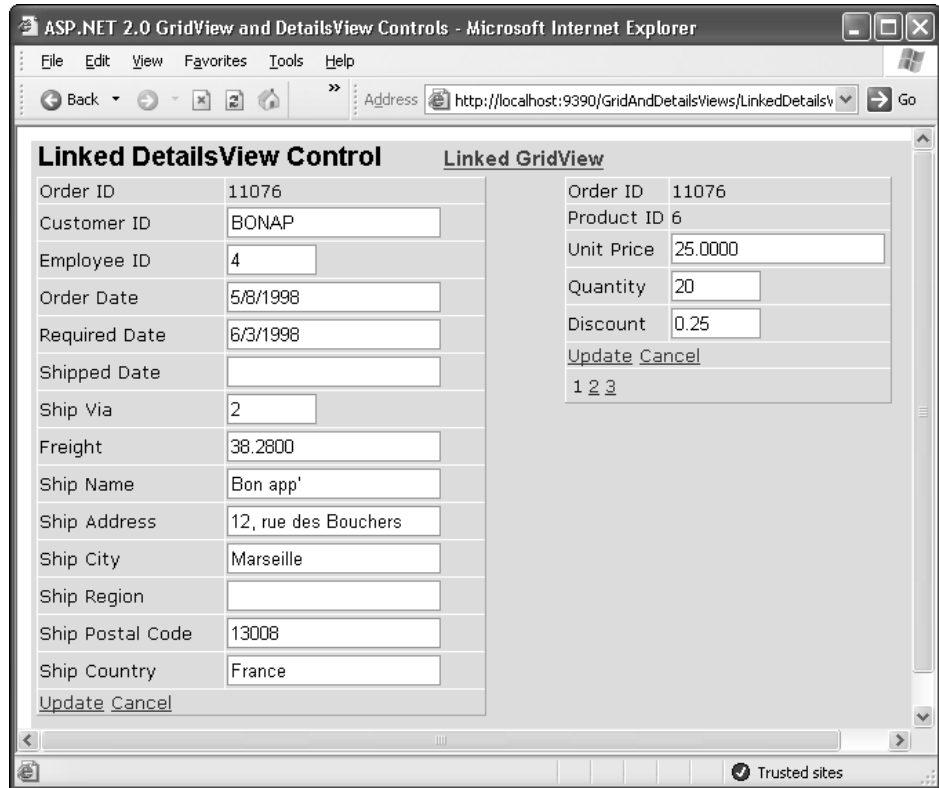 ASP.NET 2.0 GridView and DetailsView Controls - Microsoft Internet Explorer
File Edit View Favorites Tools Help
Back » Address http://localhost:9390/GridAndDetailsViews/LinkedDetailsV Go
Linked DetailsView Control Linked GridView
Order ID 11076
Customer ID BONAP
Employee ID 4
Order Date 5/8/1998
Required Date 6/3/1998
Shipped Date
Ship Via 2
Freight 38.2800
Ship Name Bon app'
Ship Address 12, rue des Bouchers
Ship City Marseille
Ship Region
Ship Postal Code 13008
Ship Country France
Update Cancel
Order ID 11076
Product ID 6
Unit Price 25.0000
Quantity 20
Discount 0.25
Update Cancel
1 2 3
Trusted sites